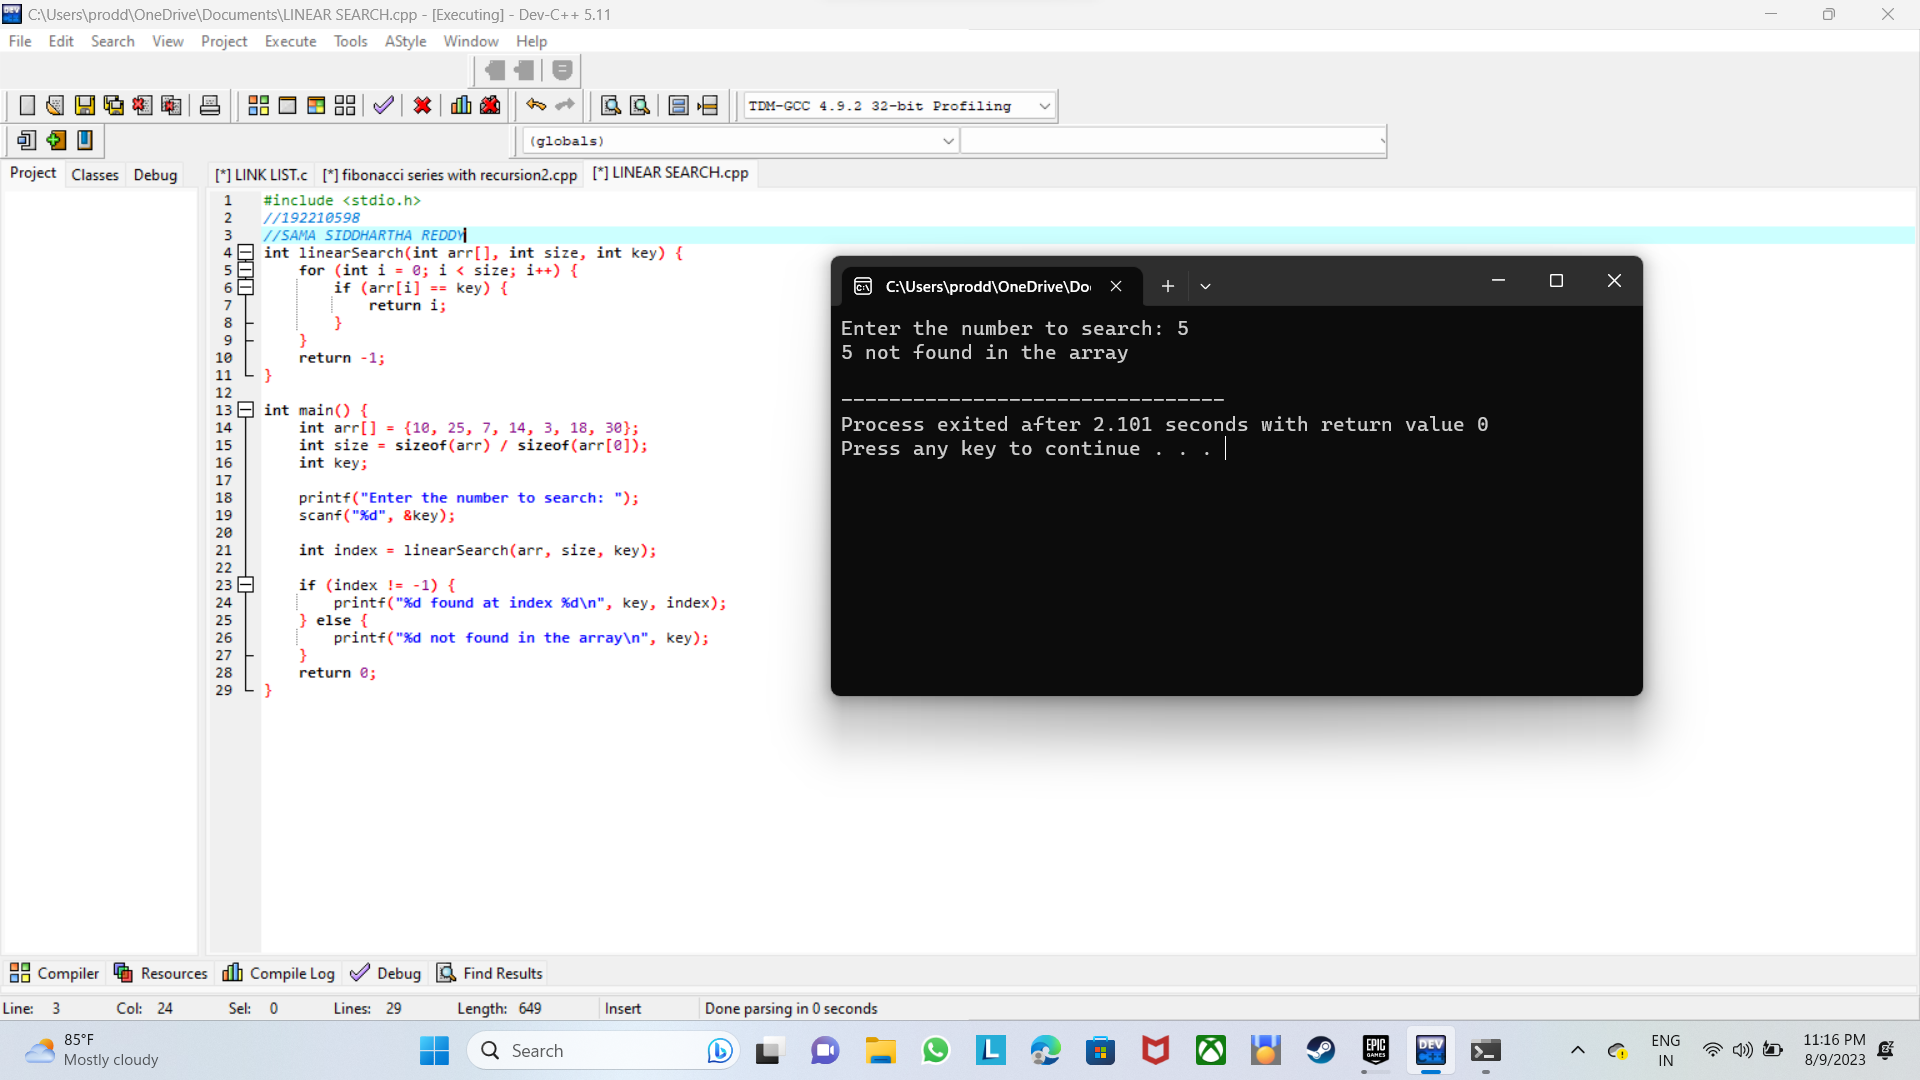 C:\Users\prodd\OneDrive\Documents\LINEAR SEARCH.cpp - [Executing] - Dev-C++ 5.11
File Edit Search View Project Execute Tools AStyle Window Help
TDM-GCC 4.9.2 32-bit Profiling
(globals)
Project Classes Debug
[*] LINK LIST.c [*] fibonacci series with recursion2.cpp [*] LINEAR SEARCH.cpp
1 #include <stdio.h>
2 //192210598
3 //SAMA SIDDHARTHA REDDY
4 int linearSearch(int arr[], int size, int key) {
5 for (int i = 0; i < size; i++) {
6 if (arr[i] == key) {
7 return i;
8 }
9 }
10 return -1;
11 }
12
13 int main() {
14 int arr[] = {10, 25, 7, 14, 3, 18, 30};
15 int size = sizeof(arr) / sizeof(arr[0]);
16 int key;
17
18 printf("Enter the number to search: ");
19 scanf("%d", &key);
20
21 int index = linearSearch(arr, size, key);
22
23 if (index != -1) {
24 printf("%d found at index %d\n", key, index);
25 } else {
26 printf("%d not found in the array\n", key);
27 }
28 return 0;
29 }
C:\Users\prodd\OneDrive\Do
Enter the number to search: 5
5 not found in the array
--------------------------------
Process exited after 2.101 seconds with return value 0
Press any key to continue . . .
Compiler Resources Compile Log Debug Find Results
Line: 3 Col: 24 Sel: 0 Lines: 29 Length: 649 Insert Done parsing in 0 seconds
85°F
Mostly cloudy
Search
L
EPIC
GAMES
DEV
C++
ENG
IN
11:16 PM
8/9/2023